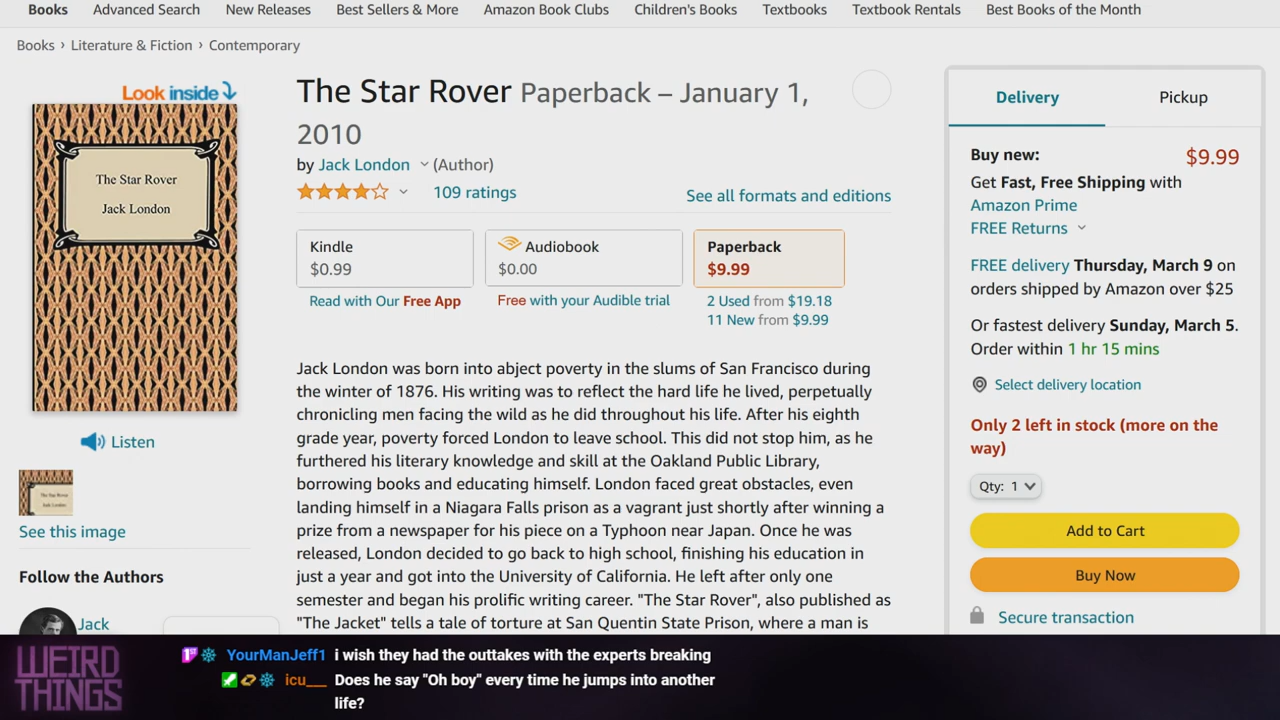 Books Advanced Search New Releases Best Sellers & More Amazon Book Clubs Children's Books Textbooks Textbook Rentals Best Books of the Month
Books › Literature & Fiction › Contemporary
Look inside
The Star Rover
Jack London
Listen
The Star Rover
Jack London
See this image
Follow the Authors
Jack
The Star Rover Paperback – January 1,
2010
by Jack London (Author)
109 ratings
See all formats and editions
Kindle
$0.99
Read with Our Free App
Audiobook
$0.00
Free with your Audible trial
Paperback
$9.99
2 Used from $19.18
11 New from $9.99
Jack London was born into abject poverty in the slums of San Francisco during
the winter of 1876. His writing was to reflect the hard life he lived, perpetually
chronicling men facing the wild as he did throughout his life. After his eighth
grade year, poverty forced London to leave school. This did not stop him, as he
furthered his literary knowledge and skill at the Oakland Public Library,
borrowing books and educating himself. London faced great obstacles, even
landing himself in a Niagara Falls prison as a vagrant just shortly after winning a
prize from a newspaper for his piece on a Typhoon near Japan. Once he was
released, London decided to go back to high school, finishing his education in
just a year and got into the University of California. He left after only one
semester and began his prolific writing career. "The Star Rover", also published as
"The Jacket" tells a tale of torture at San Quentin State Prison, where a man is
Delivery
Pickup
Buy new: $9.99
Get Fast, Free Shipping with
Amazon Prime
FREE Returns
FREE delivery Thursday, March 9 on
orders shipped by Amazon over $25
Or fastest delivery Sunday, March 5.
Order within 1 hr 15 mins
Select delivery location
Only 2 left in stock (more on the
way)
Qty: 1
Add to Cart
Buy Now
Secure transaction
WEIRD
THINGS
YourManJeff1 i wish they had the outtakes with the experts breaking
icu___ Does he say "Oh boy" every time he jumps into another
life?